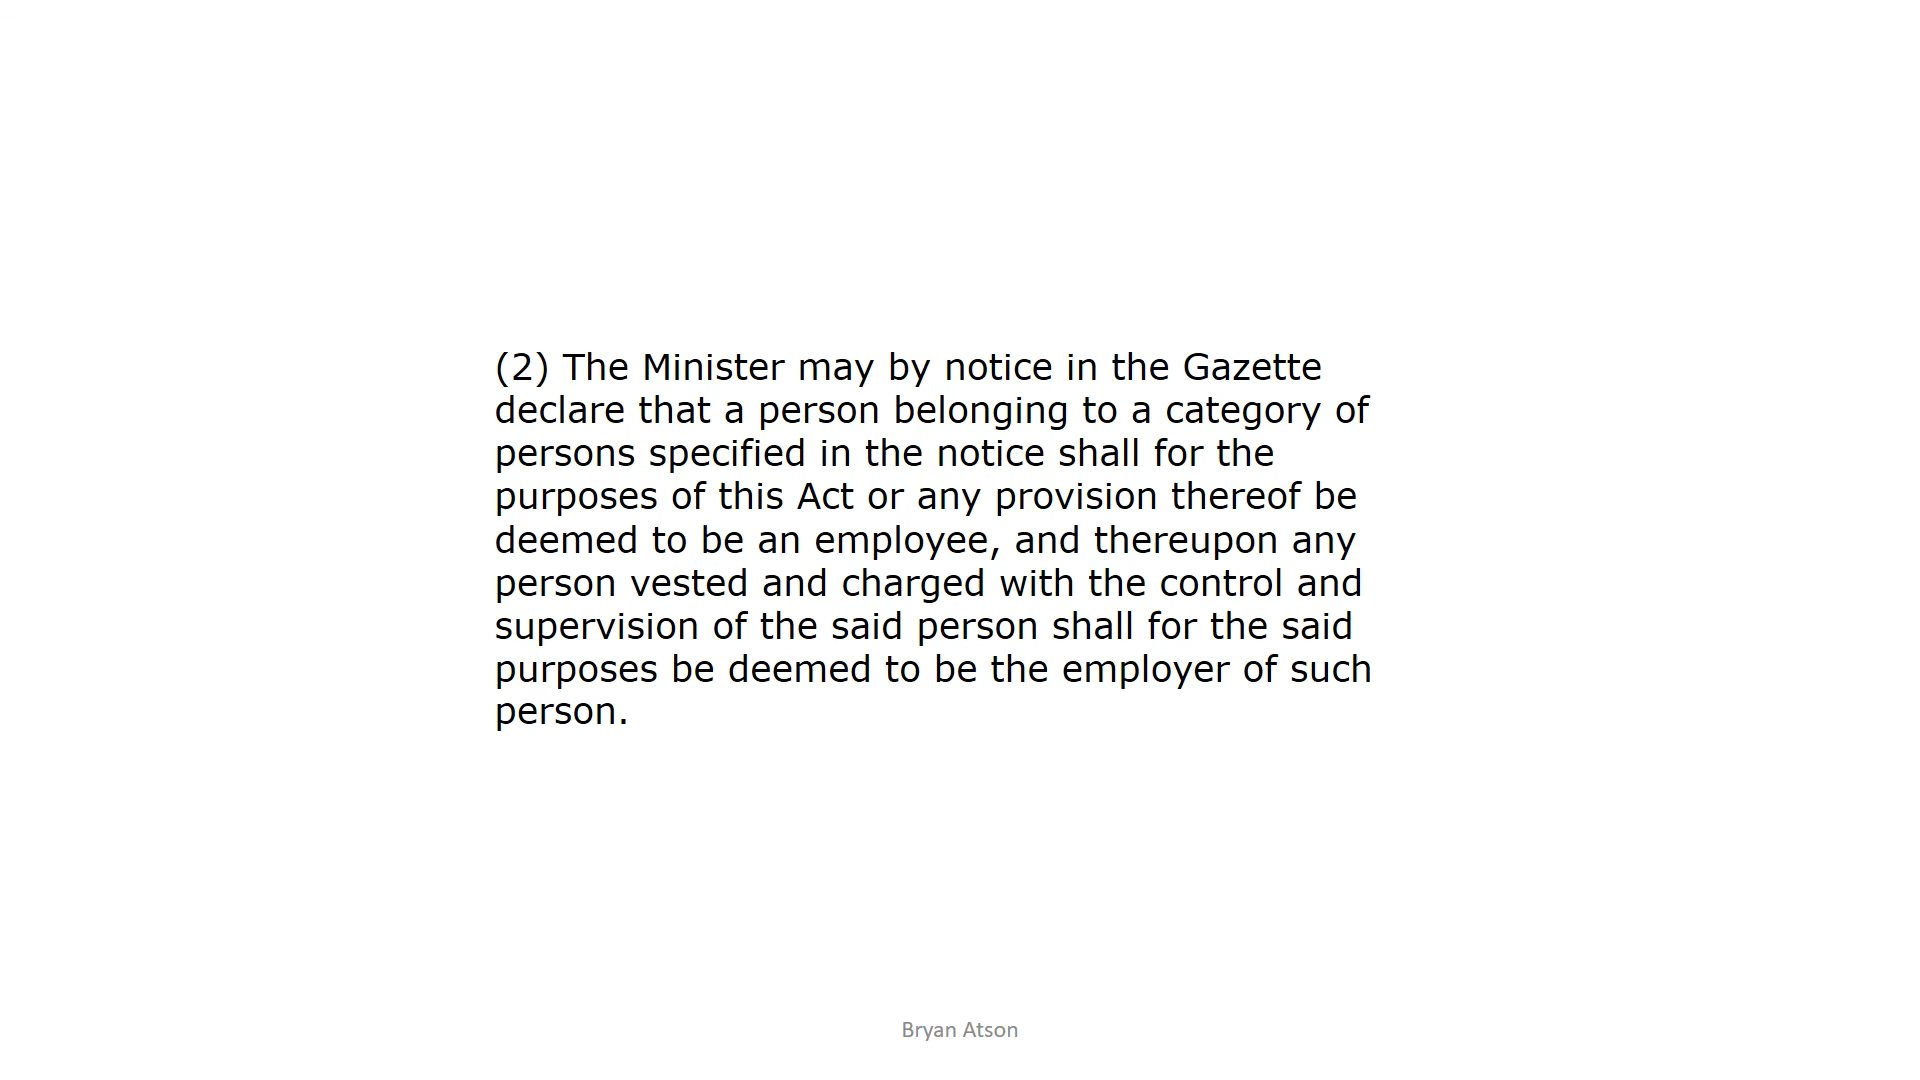 (2) The Minister may by notice in the Gazette
declare that a person belonging to a category of
persons specified in the notice shall for the
purposes of this Act or any provision thereof be
deemed to be an employee, and thereupon any
person vested and charged with the control and
supervision of the said person shall for the said
purposes be deemed to be the employer of such
person.
Bryan Atson